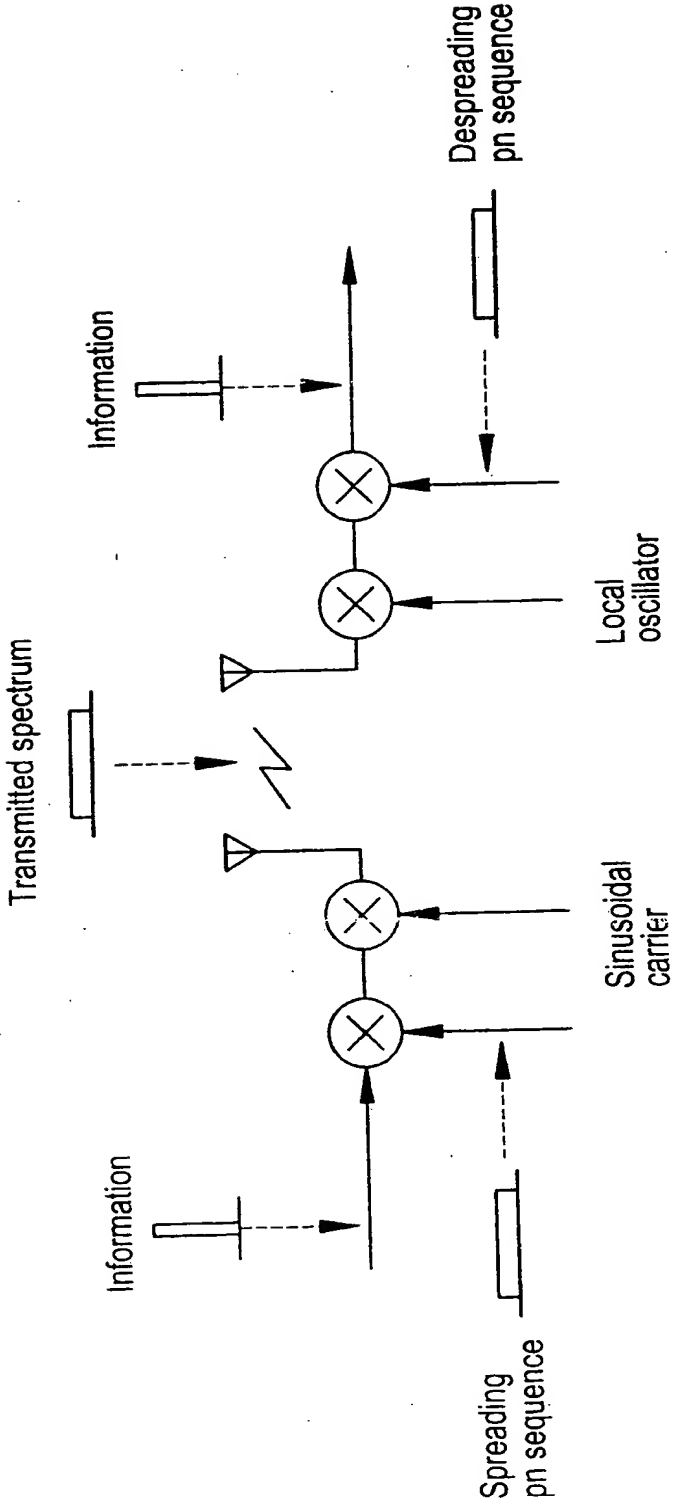 Transmitted spectrum
Information
Information
Spreading
pn sequence
Sinusoidal
carrier
Local
oscillator
Despreading
pn sequence